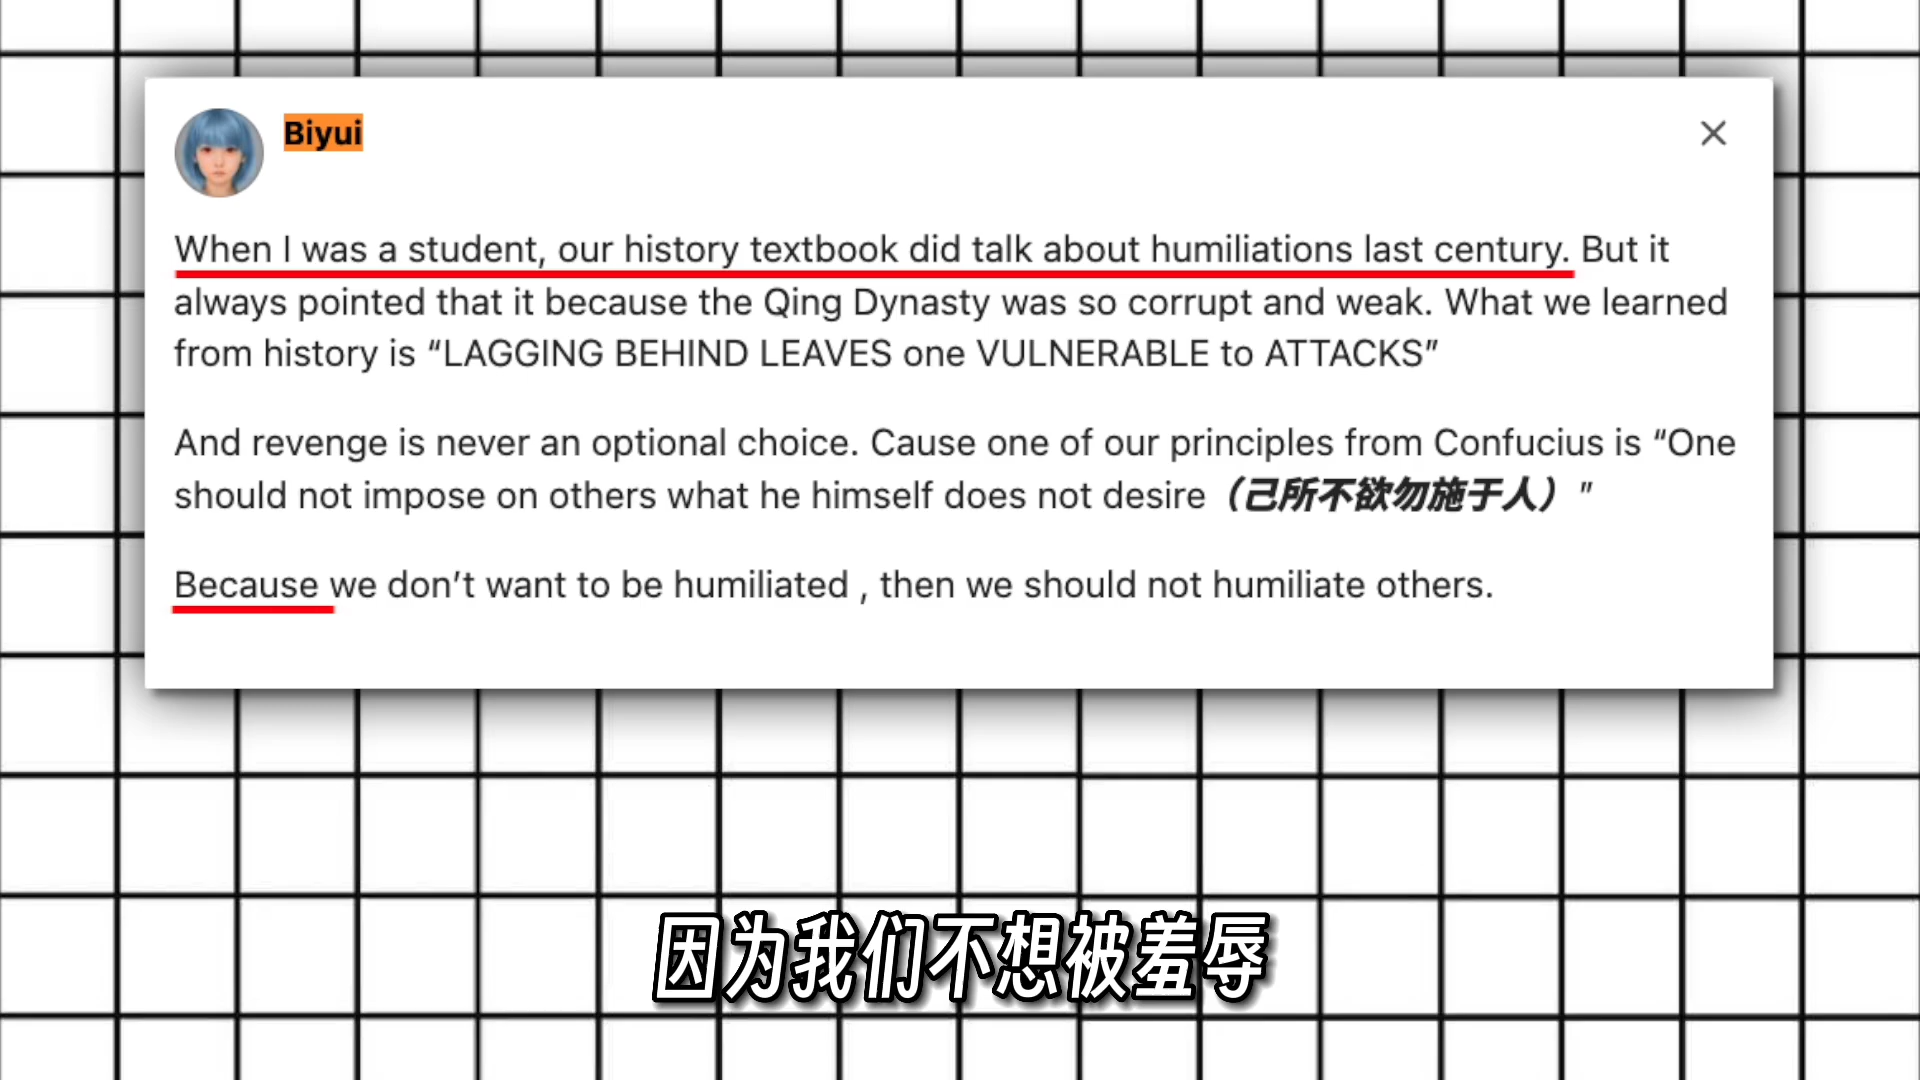 Biyui
When I was a student, our history textbook did talk about humiliations last century. But it
always pointed that it because the Qing Dynasty was so corrupt and weak. What we learned
from history is “LAGGING BEHIND LEAVES one VULNERABLE to ATTACKS”
And revenge is never an optional choice. Cause one of our principles from Confucius is “One
should not impose on others what he himself does not desire（己所不欲勿施于人）”
Because we don’t want to be humiliated , then we should not humiliate others.
因为我们不想被羞辱